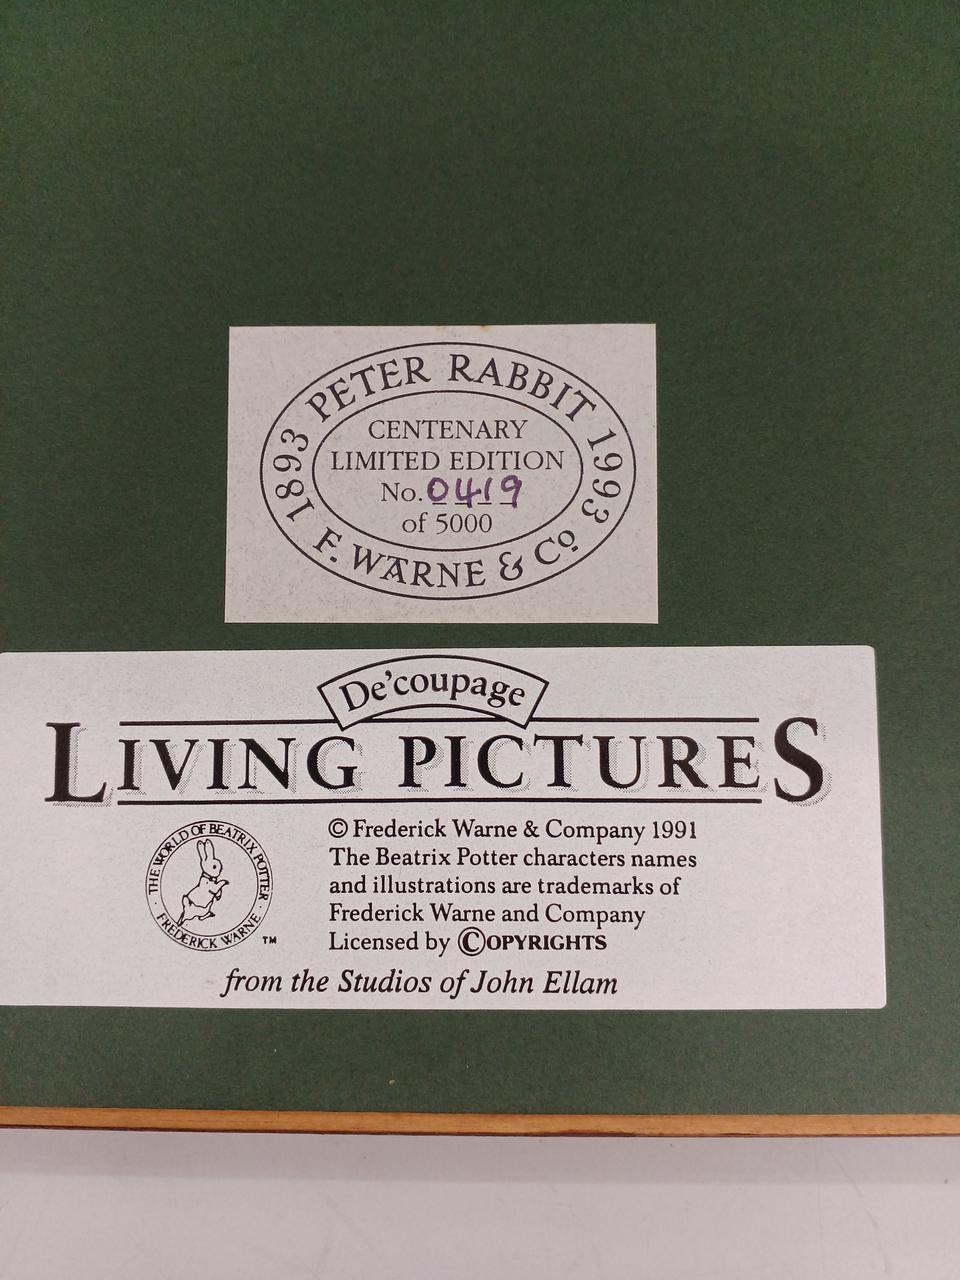 PETER RABBIT
1893 1993
CENTENARY
LIMITED EDITION
No. 0419
of 5000
F. WARNE & Co
De'coupage
LIVING PICTURES
THE WORLD OF BEATRIX POTTER
FREDERICK WARNE
TM
© Frederick Warne & Company 1991
The Beatrix Potter characters names
and illustrations are trademarks of
Frederick Warne and Company
Licensed by ©OPYRIGHTS
from the Studios of John Ellam